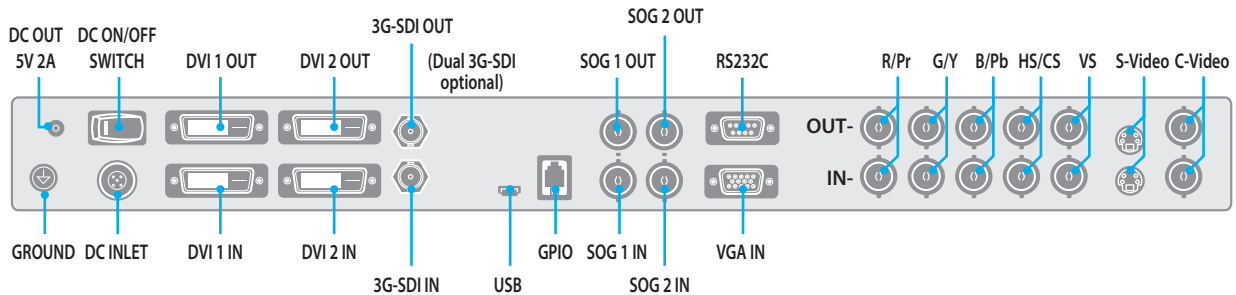 SOG 2 OUT
3G-SDI OUT
DC OUT
5V 2A
DC ON/OFF
SWITCH
DVI 1 OUT
DVI 2 OUT
(Dual 3G-SDI
optional)
SOG 1 OUT
RS232C
R/Pr
G/Y
B/Pb
HS/CS
VS
S-Video
C-Video
OUT-
IN-
GROUND
DC INLET
DVI 1 IN
DVI 2 IN
3G-SDI IN
USB
GPIO
SOG 1 IN
SOG 2 IN
VGA IN